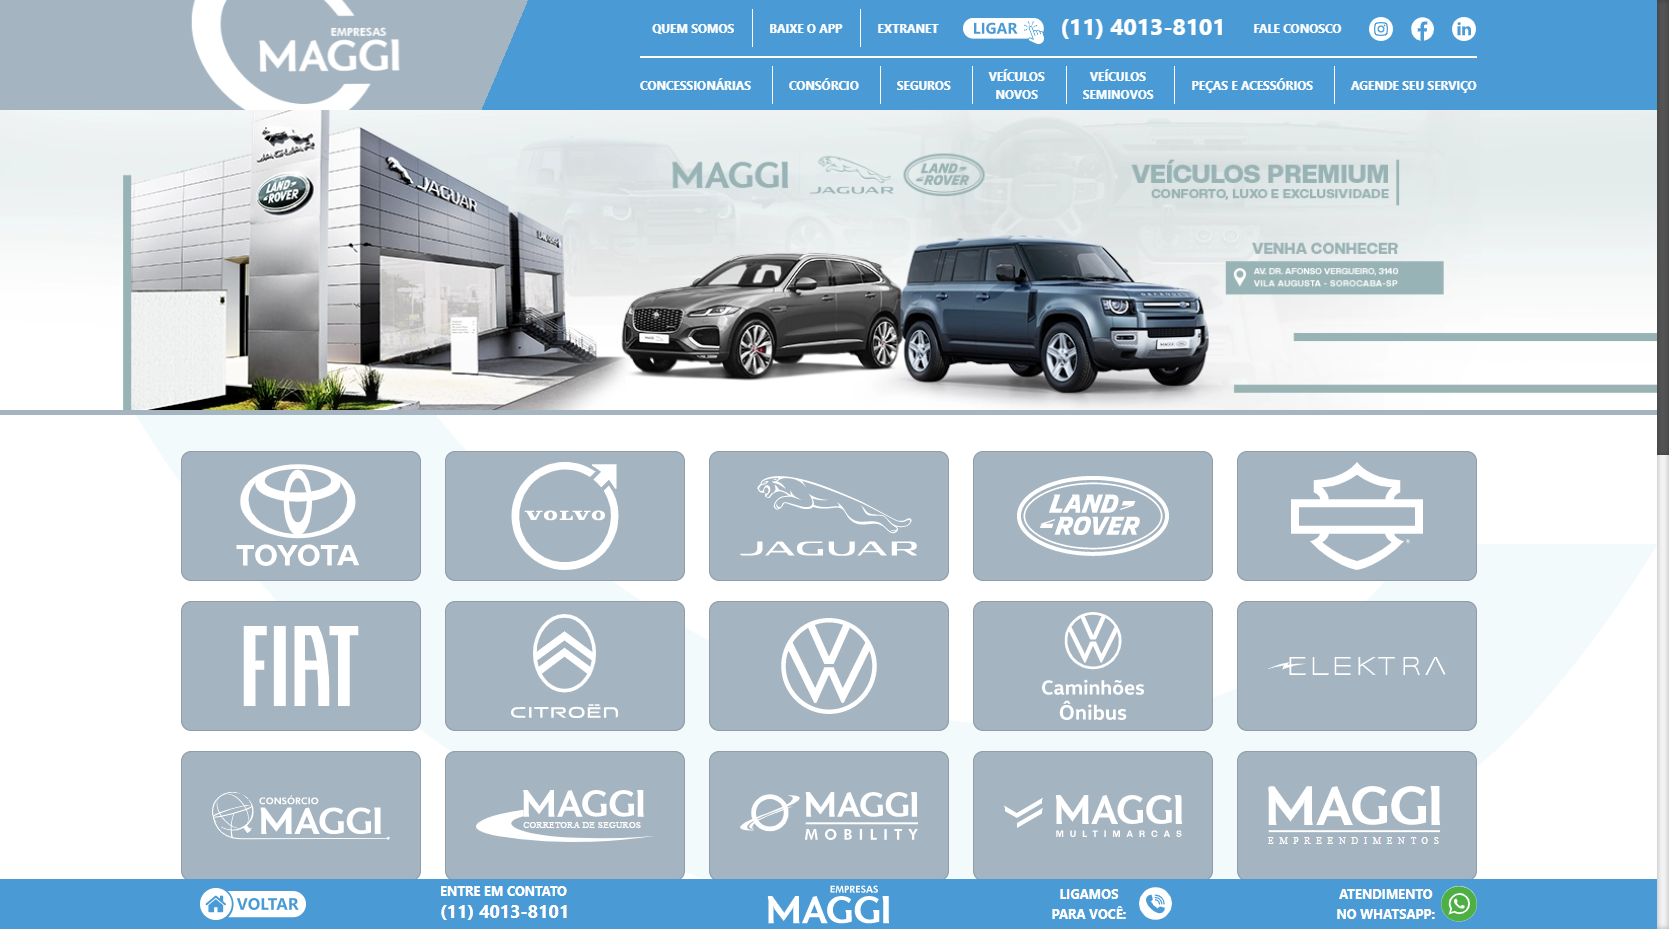 EMPRESAS
MAGGI
QUEM SOMOS
BAIXE O APP
EXTRANET
LIGAR
(11) 4013-8101
FALE CONOSCO
CONCESSIONÁRIAS
CONSÓRCIO
SEGUROS
VEÍCULOS
NOVOS
VEÍCULOS
SEMINOVOS
PEÇAS E ACESSÓRIOS
AGENDE SEU SERVIÇO
JAGUAR
LAND
ROVER
JAGUAR
MAGGI
JAGUAR
LAND
ROVER
VEÍCULOS PREMIUM
CONFORTO, LUXO E EXCLUSIVIDADE
VENHA CONHECER
AV. DR. AFONSO VERGUEIRO, 3140
VILA AUGUSTA - SOROCABA-SP
DEFENDER
TOYOTA
VOLVO
JAGUAR
LAND
ROVER
FIAT
CITROËN
Caminhões
Ônibus
ELEKTRA
CONSÓRCIO
MAGGI
MAGGI
CORRETORA DE SEGUROS
MAGGI
MOBILITY
MAGGI
MULTIMARCAS
MAGGI
EMPREENDIMENTOS
VOLTAR
ENTRE EM CONTATO
(11) 4013-8101
EMPRESAS
MAGGI
LIGAMOS
PARA VOCÊ:
ATENDIMENTO
NO WHATSAPP: